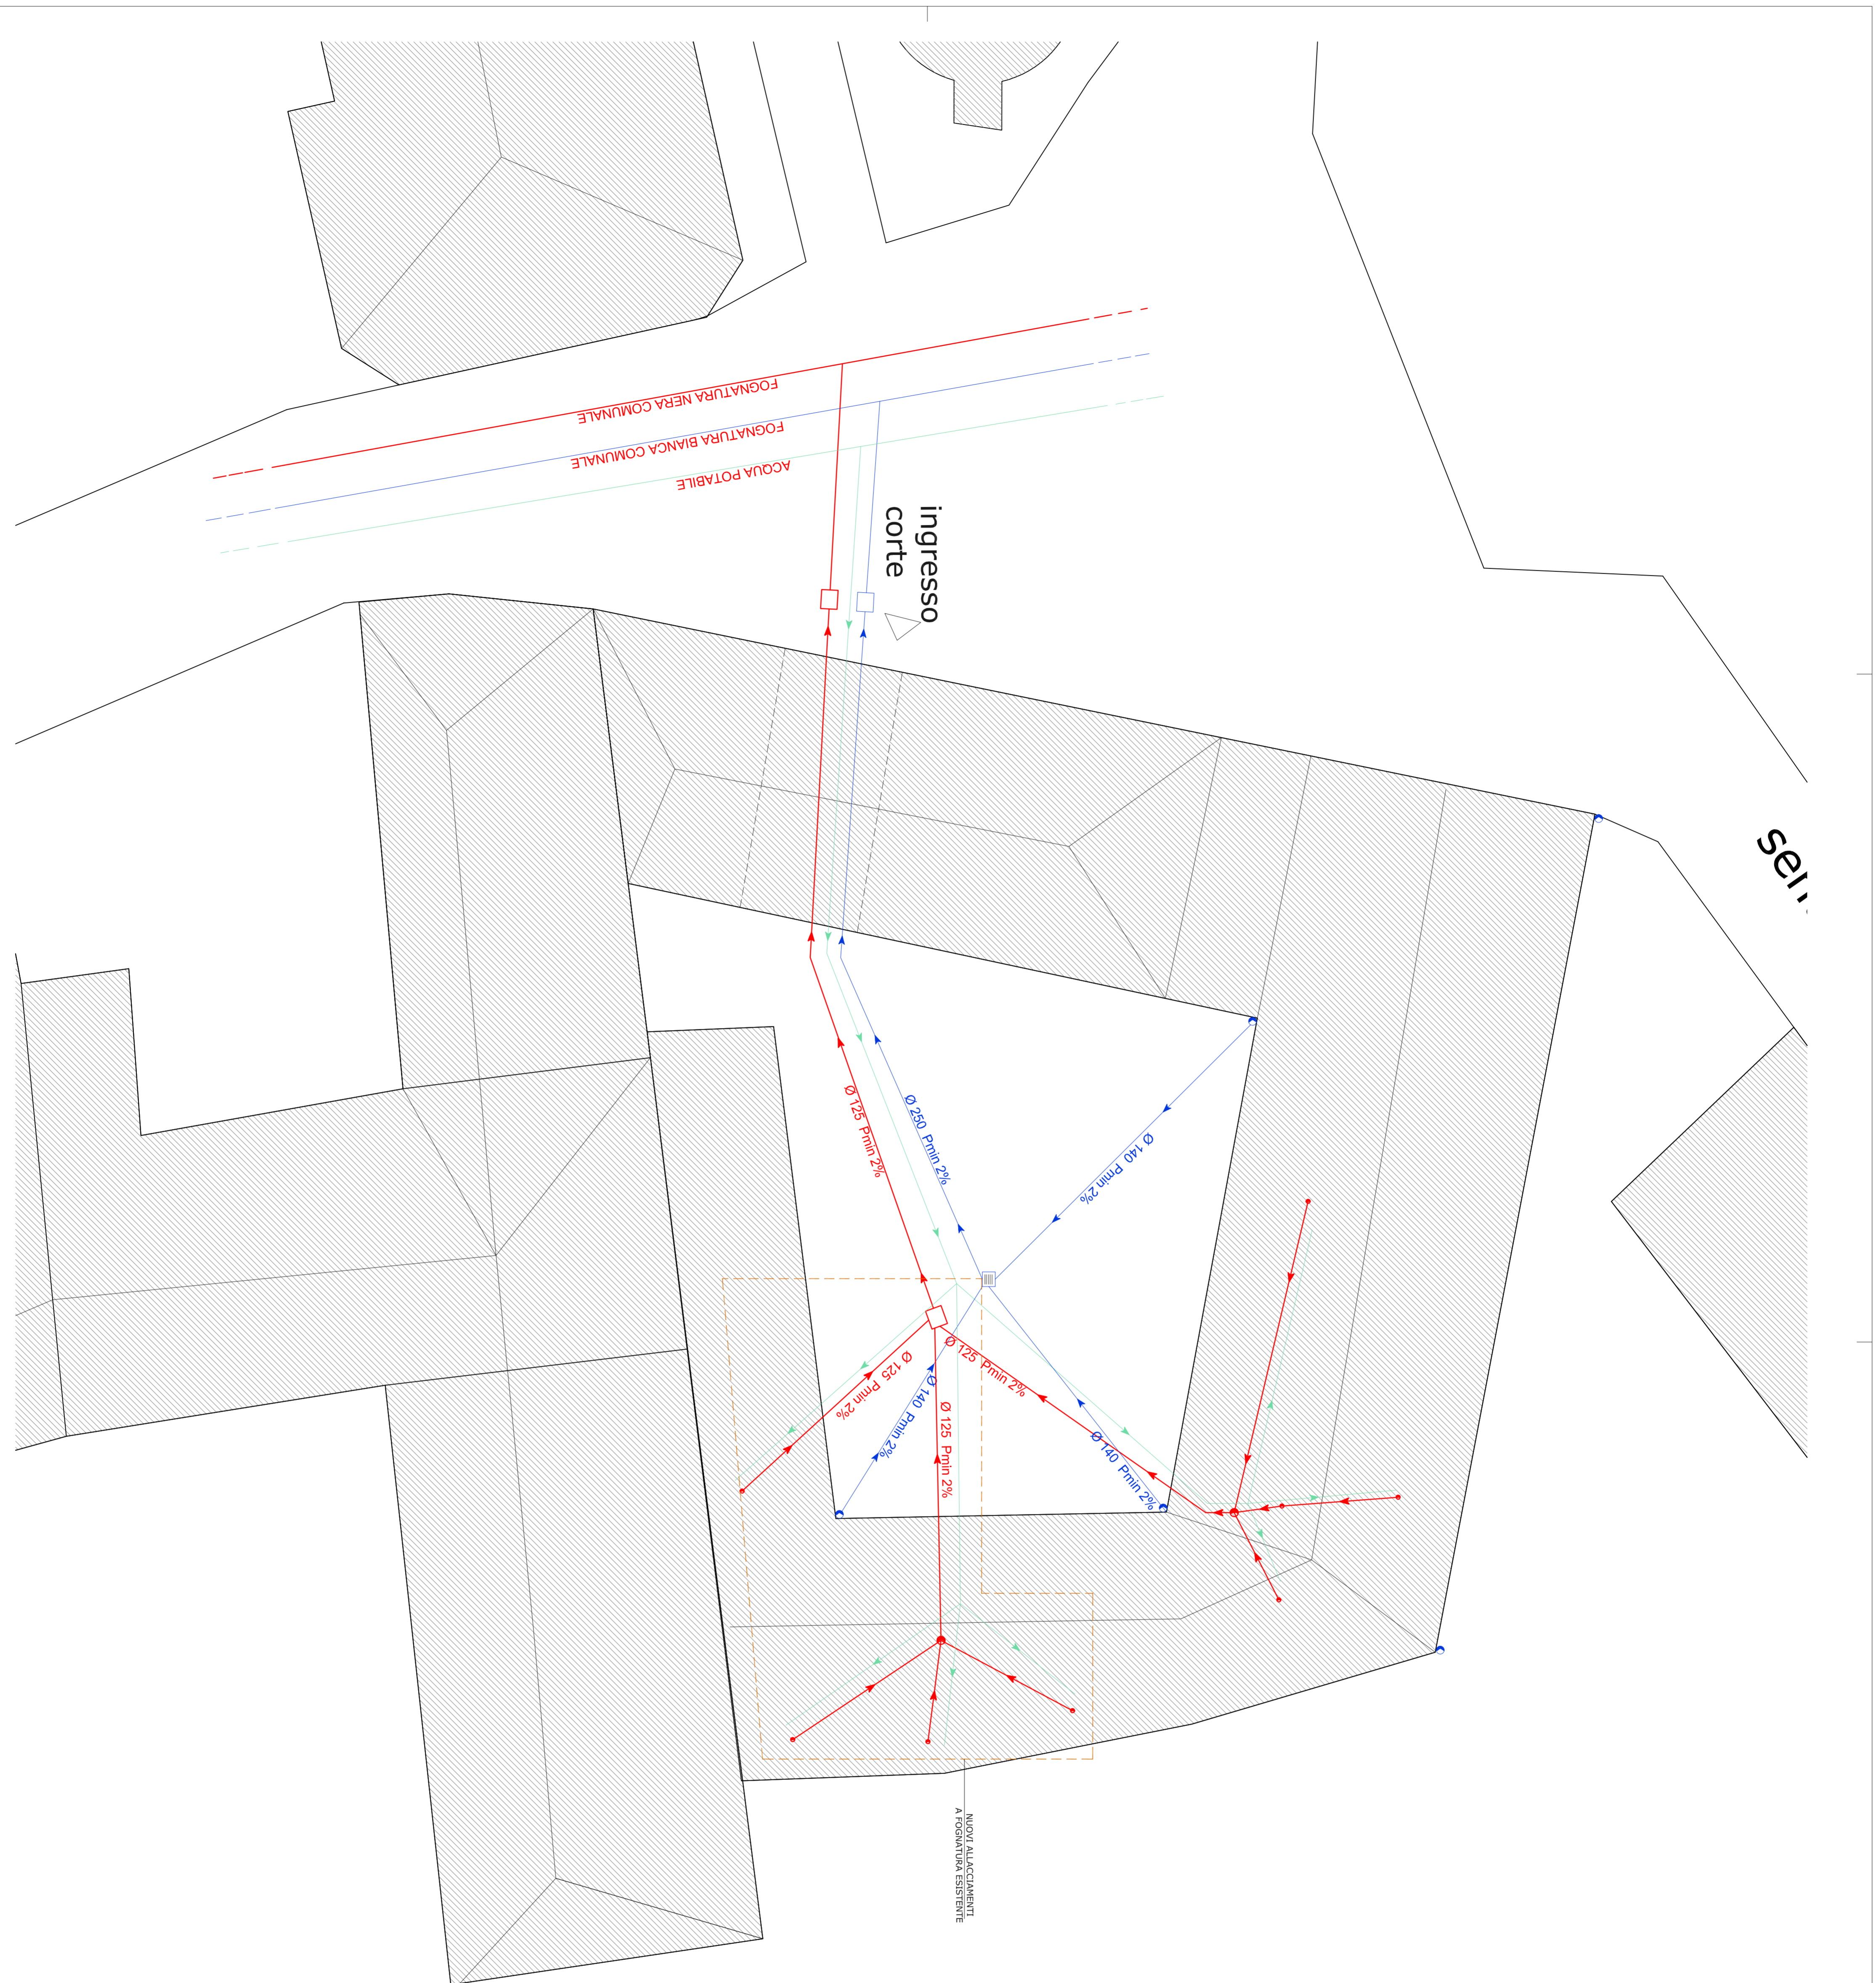 FOGNATURA NERA COMUNALE
FOGNATURA BIANCA COMUNALE
ACQUA POTABILE
ingresso
corte
Ø 125 Pmin 2%
Ø 250 Pmin 2%
Ø 140 Pmin 2%
Ø 125 Pmin 2%
Ø 125 Pmin 2%
Ø 140 Pmin 2%
Ø 125 Pmin 2%
Ø 140 Pmin 2%
NUOVI ALLACCIAMENTI
A FOGNATURA ESISTENTE